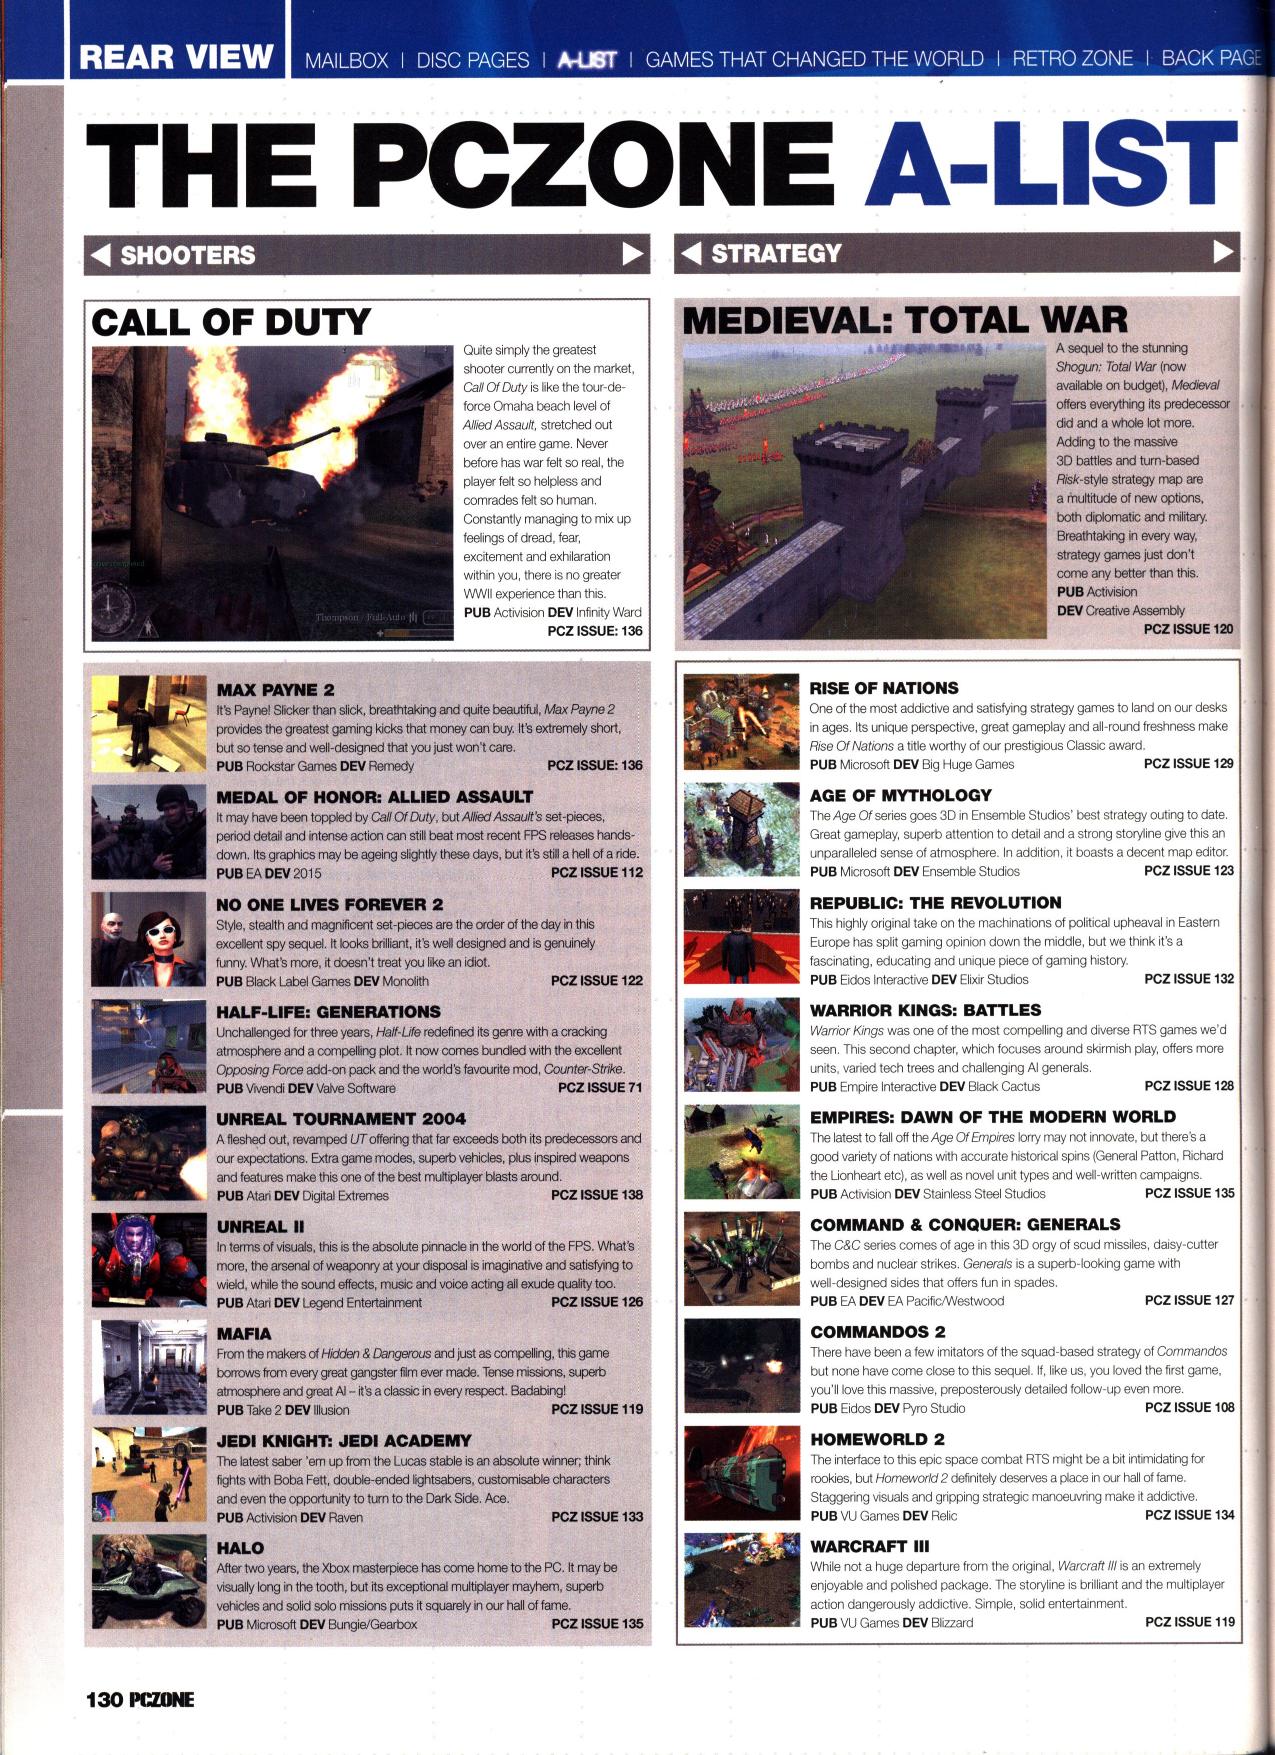 REAR VIEW
MAILBOX | DISC PAGES | A-LIST | GAMES THAT CHANGED THE WORLD | RETRO ZONE | BACK PAGE
THE PCZONE A-LIST
SHOOTERS
CALL OF DUTY
Quite simply the greatest
shooter currently on the market,
Call Of Duty is like the tour-de-
force Omaha beach level of
Allied Assault, stretched out
over an entire game. Never
before has war felt so real, the
player felt so helpless and
comrades felt so human.
Constantly managing to mix up
feelings of dread, fear,
excitement and exhilaration
within you, there is no greater
WWII experience than this.
PUB Activision DEV Infinity Ward
PCZ ISSUE: 136
Thompson / Full-Auto
MAX PAYNE 2
It's Payne! Slicker than slick, breathtaking and quite beautiful, Max Payne 2
provides the greatest gaming kicks that money can buy. It's extremely short,
but so tense and well-designed that you just won't care.
PUB Rockstar Games DEV Remedy PCZ ISSUE: 136
MEDAL OF HONOR: ALLIED ASSAULT
It may have been toppled by Call Of Duty, but Allied Assault's set-pieces,
period detail and intense action can still beat most recent FPS releases hands-
down. Its graphics may be ageing slightly these days, but it's still a hell of a ride.
PUB EA DEV 2015 PCZ ISSUE 112
NO ONE LIVES FOREVER 2
Style, stealth and magnificent set-pieces are the order of the day in this
excellent spy sequel. It looks brilliant, it's well designed and is genuinely
funny. What's more, it doesn't treat you like an idiot.
PUB Black Label Games DEV Monolith PCZ ISSUE 122
HALF-LIFE: GENERATIONS
Unchallenged for three years, Half-Life redefined its genre with a cracking
atmosphere and a compelling plot. It now comes bundled with the excellent
Opposing Force add-on pack and the world's favourite mod, Counter-Strike.
PUB Vivendi DEV Valve Software PCZ ISSUE 71
UNREAL TOURNAMENT 2004
A fleshed out, revamped UT offering that far exceeds both its predecessors and
our expectations. Extra game modes, superb vehicles, plus inspired weapons
and features make this one of the best multiplayer blasts around.
PUB Atari DEV Digital Extremes PCZ ISSUE 138
UNREAL II
In terms of visuals, this is the absolute pinnacle in the world of the FPS. What's
more, the arsenal of weaponry at your disposal is imaginative and satisfying to
wield, while the sound effects, music and voice acting all exude quality too.
PUB Atari DEV Legend Entertainment PCZ ISSUE 126
MAFIA
From the makers of Hidden & Dangerous and just as compelling, this game
borrows from every great gangster film ever made. Tense missions, superb
atmosphere and great AI – it's a classic in every respect. Badabing!
PUB Take 2 DEV Illusion PCZ ISSUE 119
JEDI KNIGHT: JEDI ACADEMY
The latest saber 'em up from the Lucas stable is an absolute winner; think
fights with Boba Fett, double-ended lightsabers, customisable characters
and even the opportunity to turn to the Dark Side. Ace.
PUB Activision DEV Raven PCZ ISSUE 133
HALO
After two years, the Xbox masterpiece has come home to the PC. It may be
visually long in the tooth, but its exceptional multiplayer mayhem, superb
vehicles and solid solo missions puts it squarely in our hall of fame.
PUB Microsoft DEV Bungie/Gearbox PCZ ISSUE 135
STRATEGY
MEDIEVAL: TOTAL WAR
A sequel to the stunning
Shogun: Total War (now
available on budget), Medieval
offers everything its predecessor
did and a whole lot more.
Adding to the massive
3D battles and turn-based
Risk-style strategy map are
a multitude of new options,
both diplomatic and military.
Breathtaking in every way,
strategy games just don't
come any better than this.
PUB Activision
DEV Creative Assembly
PCZ ISSUE 120
RISE OF NATIONS
One of the most addictive and satisfying strategy games to land on our desks
in ages. Its unique perspective, great gameplay and all-round freshness make
Rise Of Nations a title worthy of our prestigious Classic award.
PUB Microsoft DEV Big Huge Games PCZ ISSUE 129
AGE OF MYTHOLOGY
The Age Of series goes 3D in Ensemble Studios' best strategy outing to date.
Great gameplay, superb attention to detail and a strong storyline give this an
unparalleled sense of atmosphere. In addition, it boasts a decent map editor.
PUB Microsoft DEV Ensemble Studios PCZ ISSUE 123
REPUBLIC: THE REVOLUTION
This highly original take on the machinations of political upheaval in Eastern
Europe has split gaming opinion down the middle, but we think it's a
fascinating, educating and unique piece of gaming history.
PUB Eidos Interactive DEV Elixir Studios PCZ ISSUE 132
WARRIOR KINGS: BATTLES
Warrior Kings was one of the most compelling and diverse RTS games we'd
seen. This second chapter, which focuses around skirmish play, offers more
units, varied tech trees and challenging AI generals.
PUB Empire Interactive DEV Black Cactus PCZ ISSUE 128
EMPIRES: DAWN OF THE MODERN WORLD
The latest to fall off the Age Of Empires lorry may not innovate, but there's a
good variety of nations with accurate historical spins (General Patton, Richard
the Lionheart etc), as well as novel unit types and well-written campaigns.
PUB Activision DEV Stainless Steel Studios PCZ ISSUE 135
COMMAND & CONQUER: GENERALS
The C&C series comes of age in this 3D orgy of scud missiles, daisy-cutter
bombs and nuclear strikes. Generals is a superb-looking game with
well-designed sides that offers fun in spades.
PUB EA DEV EA Pacific/Westwood PCZ ISSUE 127
COMMANDOS 2
There have been a few imitators of the squad-based strategy of Commandos
but none have come close to this sequel. If, like us, you loved the first game,
you'll love this massive, preposterously detailed follow-up even more.
PUB Eidos DEV Pyro Studio PCZ ISSUE 108
HOMEWORLD 2
The interface to this epic space combat RTS might be a bit intimidating for
rookies, but Homeworld 2 definitely deserves a place in our hall of fame.
Staggering visuals and gripping strategic manoeuvring make it addictive.
PUB VU Games DEV Relic PCZ ISSUE 134
WARCRAFT III
While not a huge departure from the original, Warcraft III is an extremely
enjoyable and polished package. The storyline is brilliant and the multiplayer
action dangerously addictive. Simple, solid entertainment.
PUB VU Games DEV Blizzard PCZ ISSUE 119
130 PCZONE